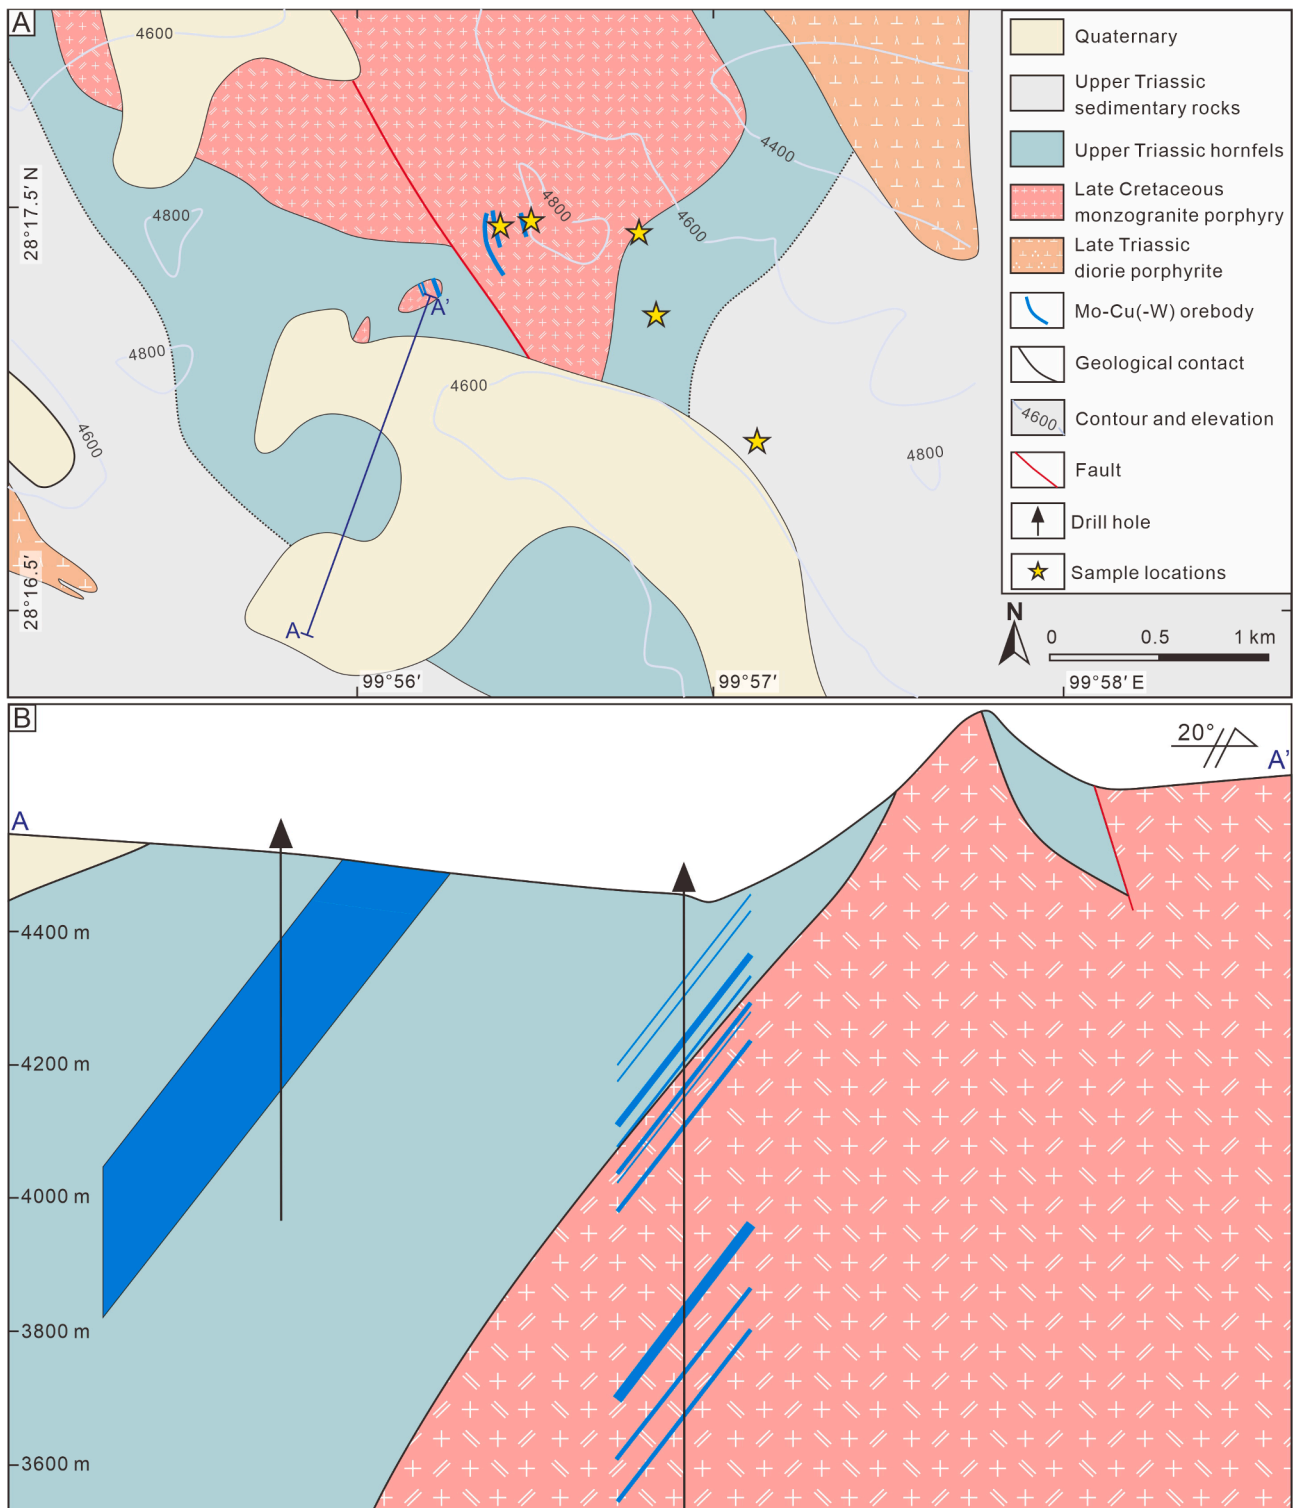 A
4600
4800
4800
4600
4600
4800
4600
4400
4800
28°17.5′ N
28°16.5′
A'
A
99°56′
99°57′
99°58′ E
Quaternary
Upper Triassic
sedimentary rocks
Upper Triassic hornfels
Late Cretaceous
monzogranite porphyry
Late Triassic
diorie porphyrite
Mo-Cu(-W) orebody
Geological contact
4600
Contour and elevation
Fault
Drill hole
Sample locations
N
0 0.5 1 km
B
20°
A'
A
4400 m
4200 m
4000 m
3800 m
3600 m